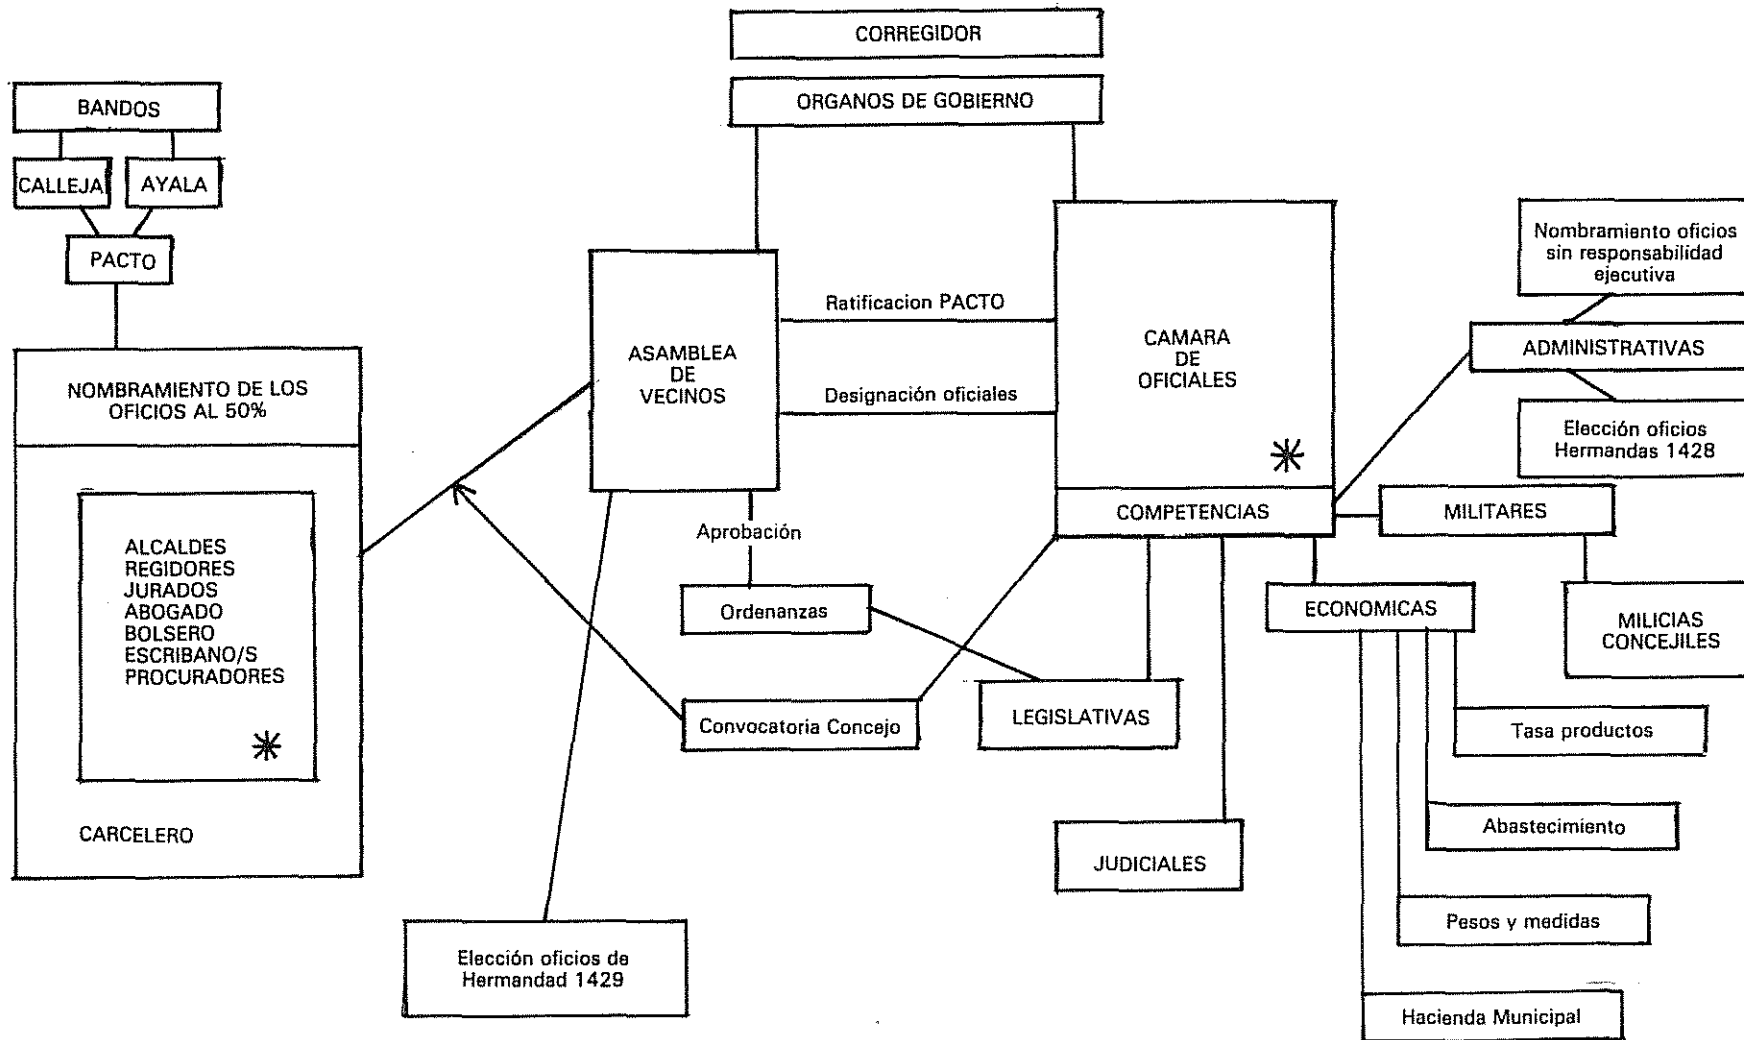 CORREGIDOR
ORGANOS DE GOBIERNO
BANDOS
CALLEJA
AYALA
PACTO
NOMBRAMIENTO DE LOS
OFICIOS AL 50%
ALCALDES
REGIDORES
JURADOS
ABOGADO
BOLSERO
ESCRIBANO/S
PROCURADORES
CARCELERO
ASAMBLEA
DE
VECINOS
Ratificacion PACTO
Designación oficiales
Aprobación
Ordenanzas
Convocatoria Concejo
Elección oficios de
Hermandad 1429
CAMARA
DE
OFICIALES
COMPETENCIAS
LEGISLATIVAS
JUDICIALES
Nombramiento oficios
sin responsabilidad
ejecutiva
ADMINISTRATIVAS
Elección oficios
Hermandas 1428
MILITARES
MILICIAS
CONCEJILES
ECONOMICAS
Tasa productos
Abastecimiento
Pesos y medidas
Hacienda Municipal